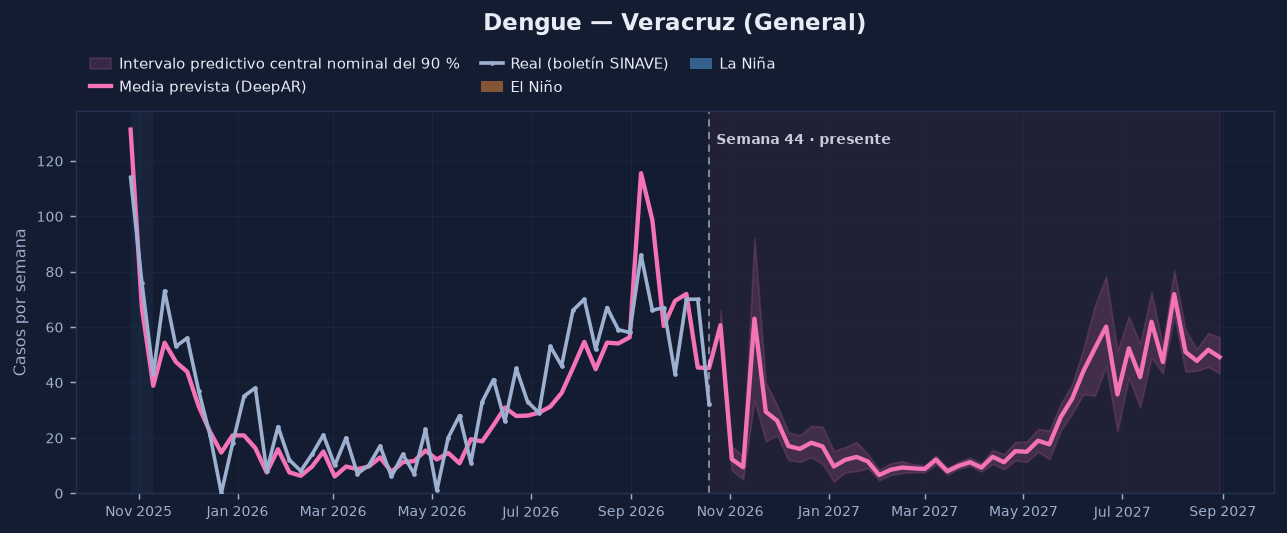 Dengue — Veracruz (General)
Intervalo predictivo central nominal del 90 %
Real (boletín SINAVE)
La Niña
Media prevista (DeepAR)
El Niño
Semana 44 · presente
Casos por semana
120
100
80
60
40
20
0
Nov 2025
Jan 2026
Mar 2026
May 2026
Jul 2026
Sep 2026
Nov 2026
Jan 2027
Mar 2027
May 2027
Jul 2027
Sep 2027